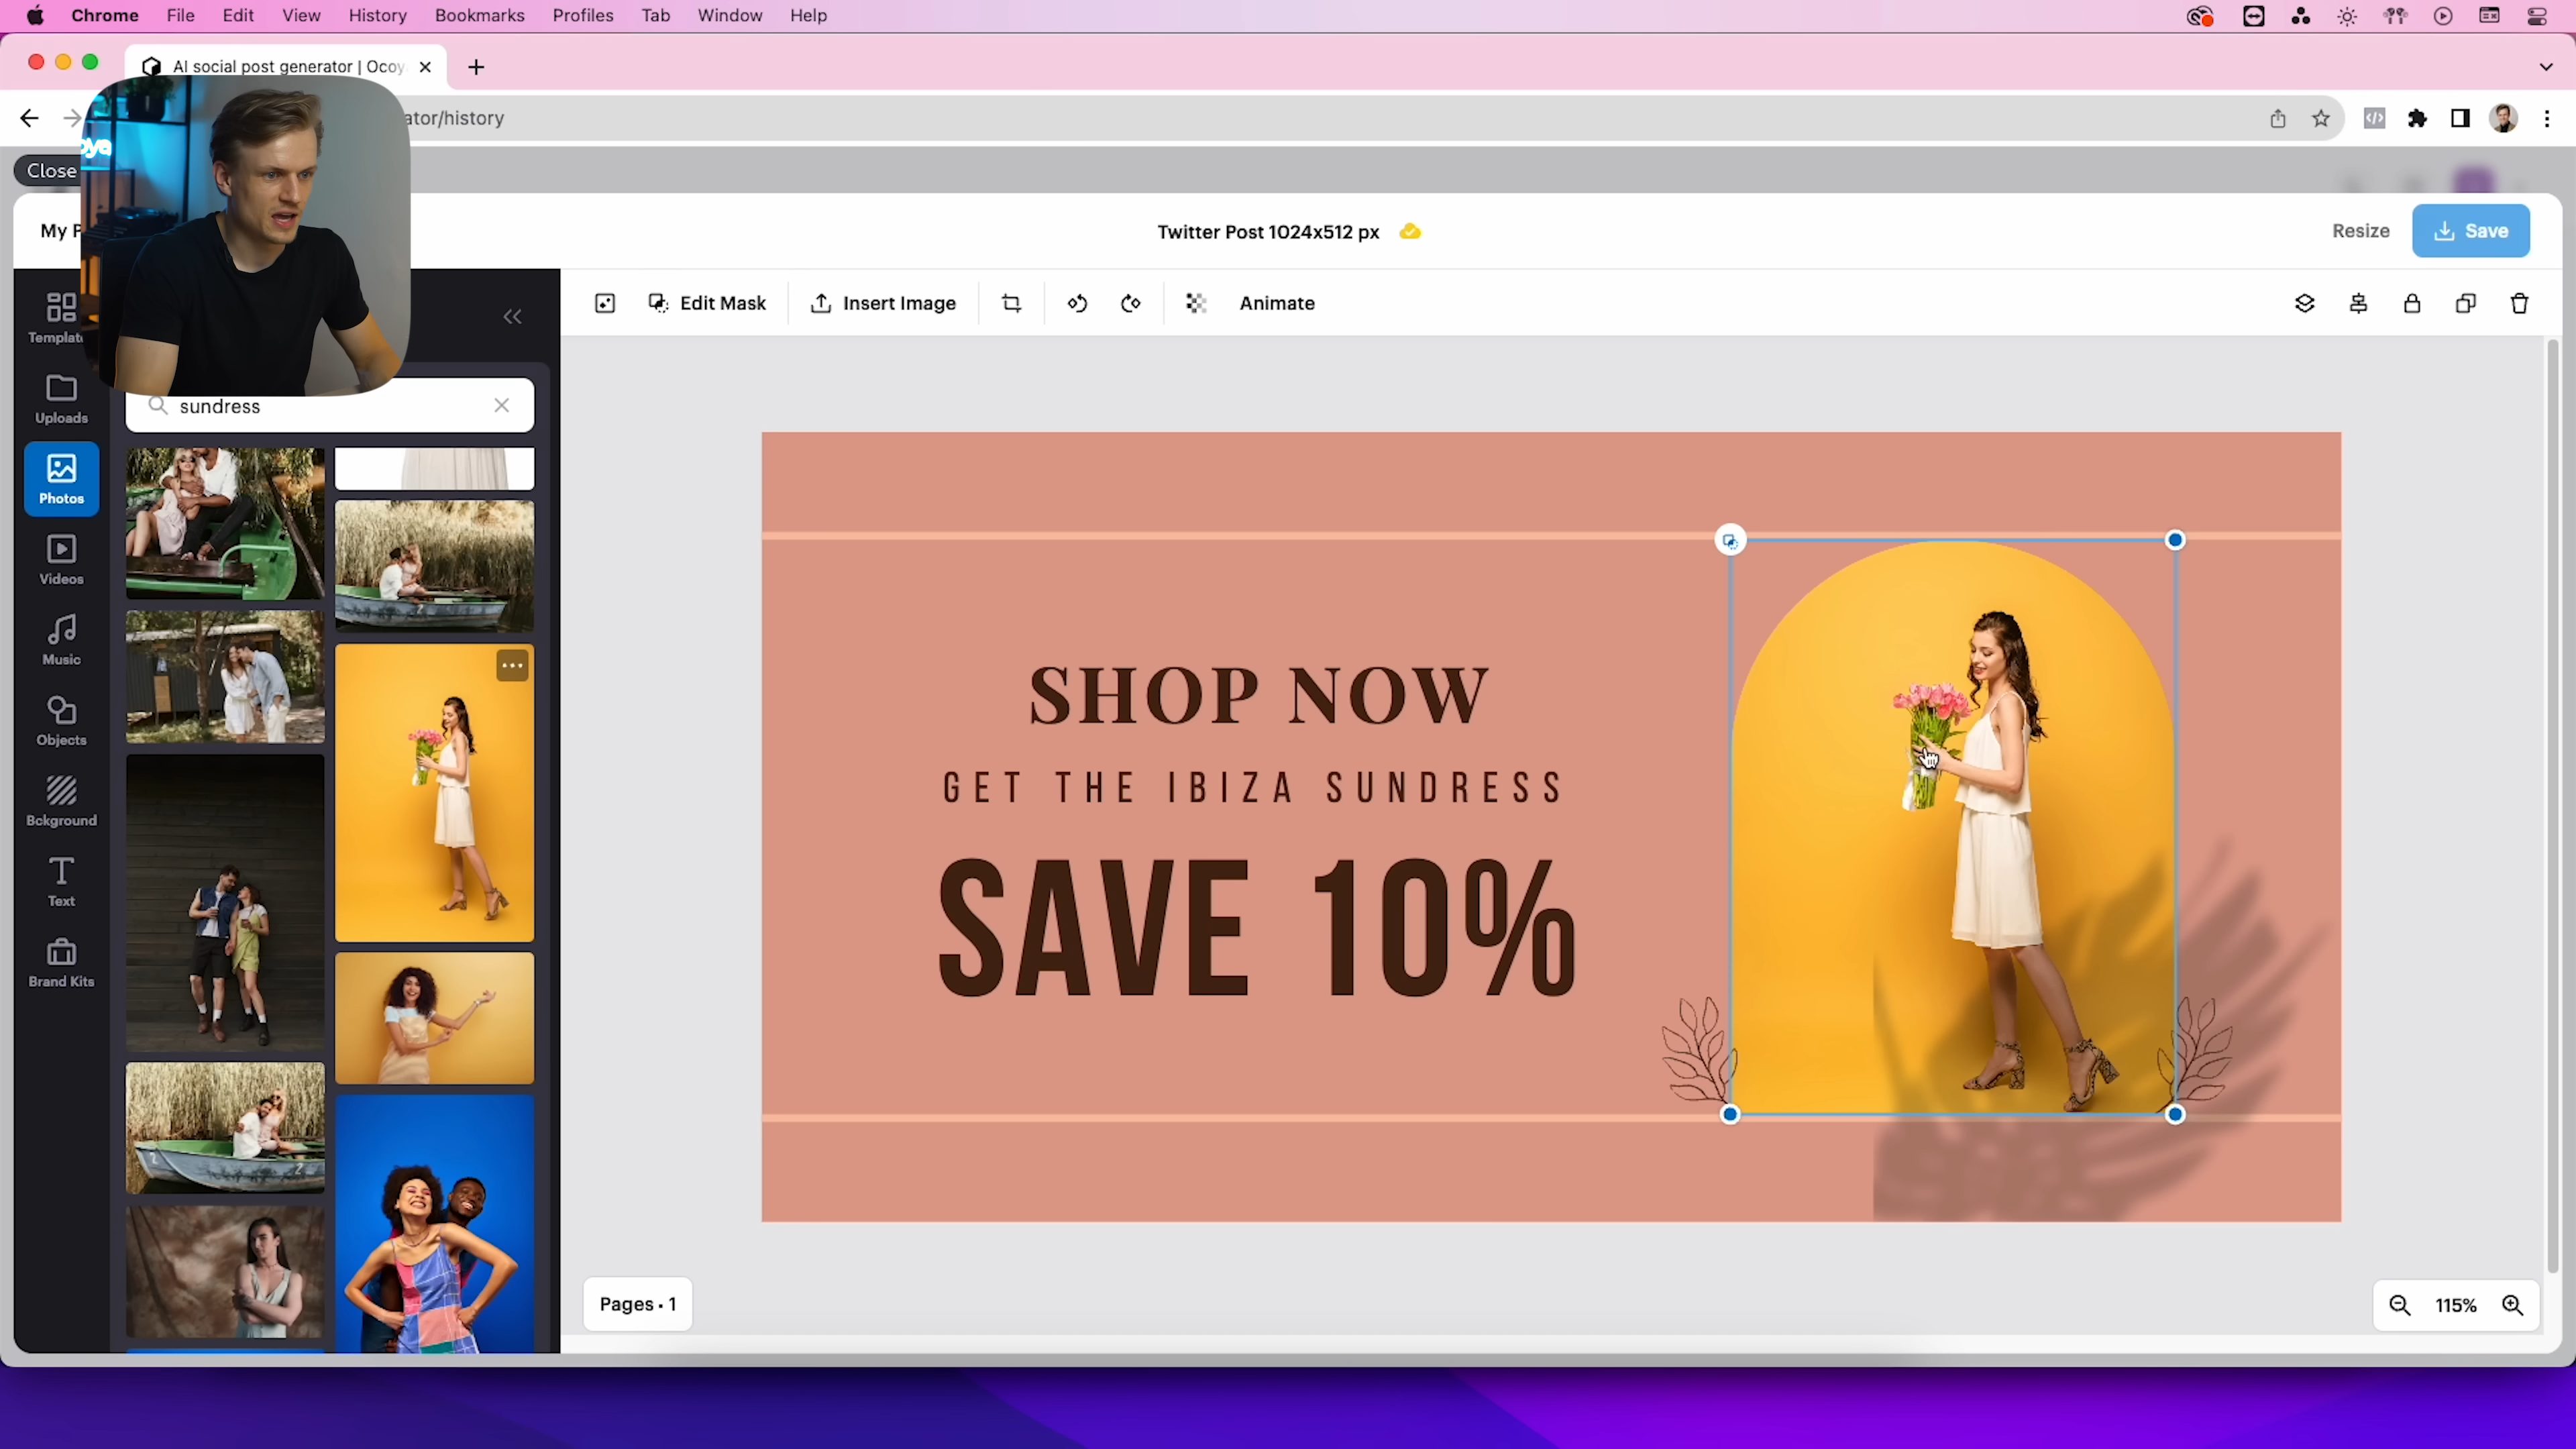 Chrome File Edit View History Bookmarks Profiles Tab Window Help
AI social post generator | Ocoy
ator/history
oya
Close
My P
Twitter Post 1024x512 px
Resize
Save
Edit Mask
Insert Image
Animate
Templat
Uploads
Photos
Videos
Music
Objects
Bckground
Text
Brand Kits
sundress
SHOP NOW
GET THE IBIZA SUNDRESS
SAVE 10%
Pages • 1
115%